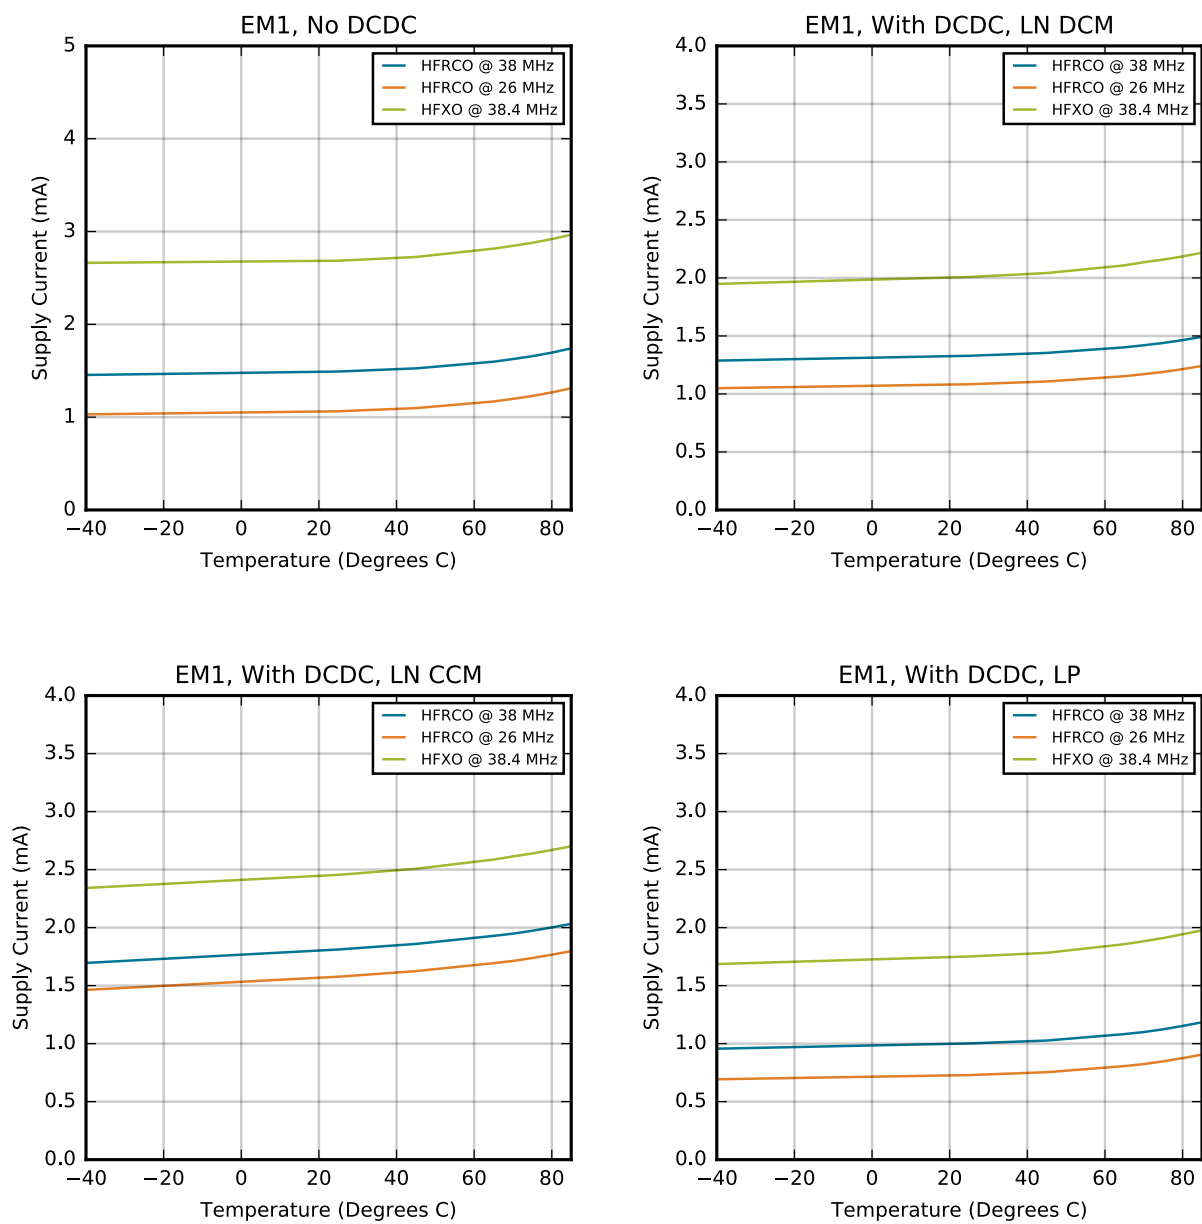 EM1, No DCDC
5
4
3
2
1
0
Supply Current (mA)
HFRCO @ 38 MHz
HFRCO @ 26 MHz
HFXO @ 38.4 MHz
−40 −20 0 20 40 60 80
Temperature (Degrees C)
EM1, With DCDC, LN DCM
4.0
3.5
3.0
2.5
2.0
1.5
1.0
0.5
0.0
Supply Current (mA)
HFRCO @ 38 MHz
HFRCO @ 26 MHz
HFXO @ 38.4 MHz
−40 −20 0 20 40 60 80
Temperature (Degrees C)
EM1, With DCDC, LN CCM
4.0
3.5
3.0
2.5
2.0
1.5
1.0
0.5
0.0
Supply Current (mA)
HFRCO @ 38 MHz
HFRCO @ 26 MHz
HFXO @ 38.4 MHz
−40 −20 0 20 40 60 80
Temperature (Degrees C)
EM1, With DCDC, LP
4.0
3.5
3.0
2.5
2.0
1.5
1.0
0.5
0.0
Supply Current (mA)
HFRCO @ 38 MHz
HFRCO @ 26 MHz
HFXO @ 38.4 MHz
−40 −20 0 20 40 60 80
Temperature (Degrees C)